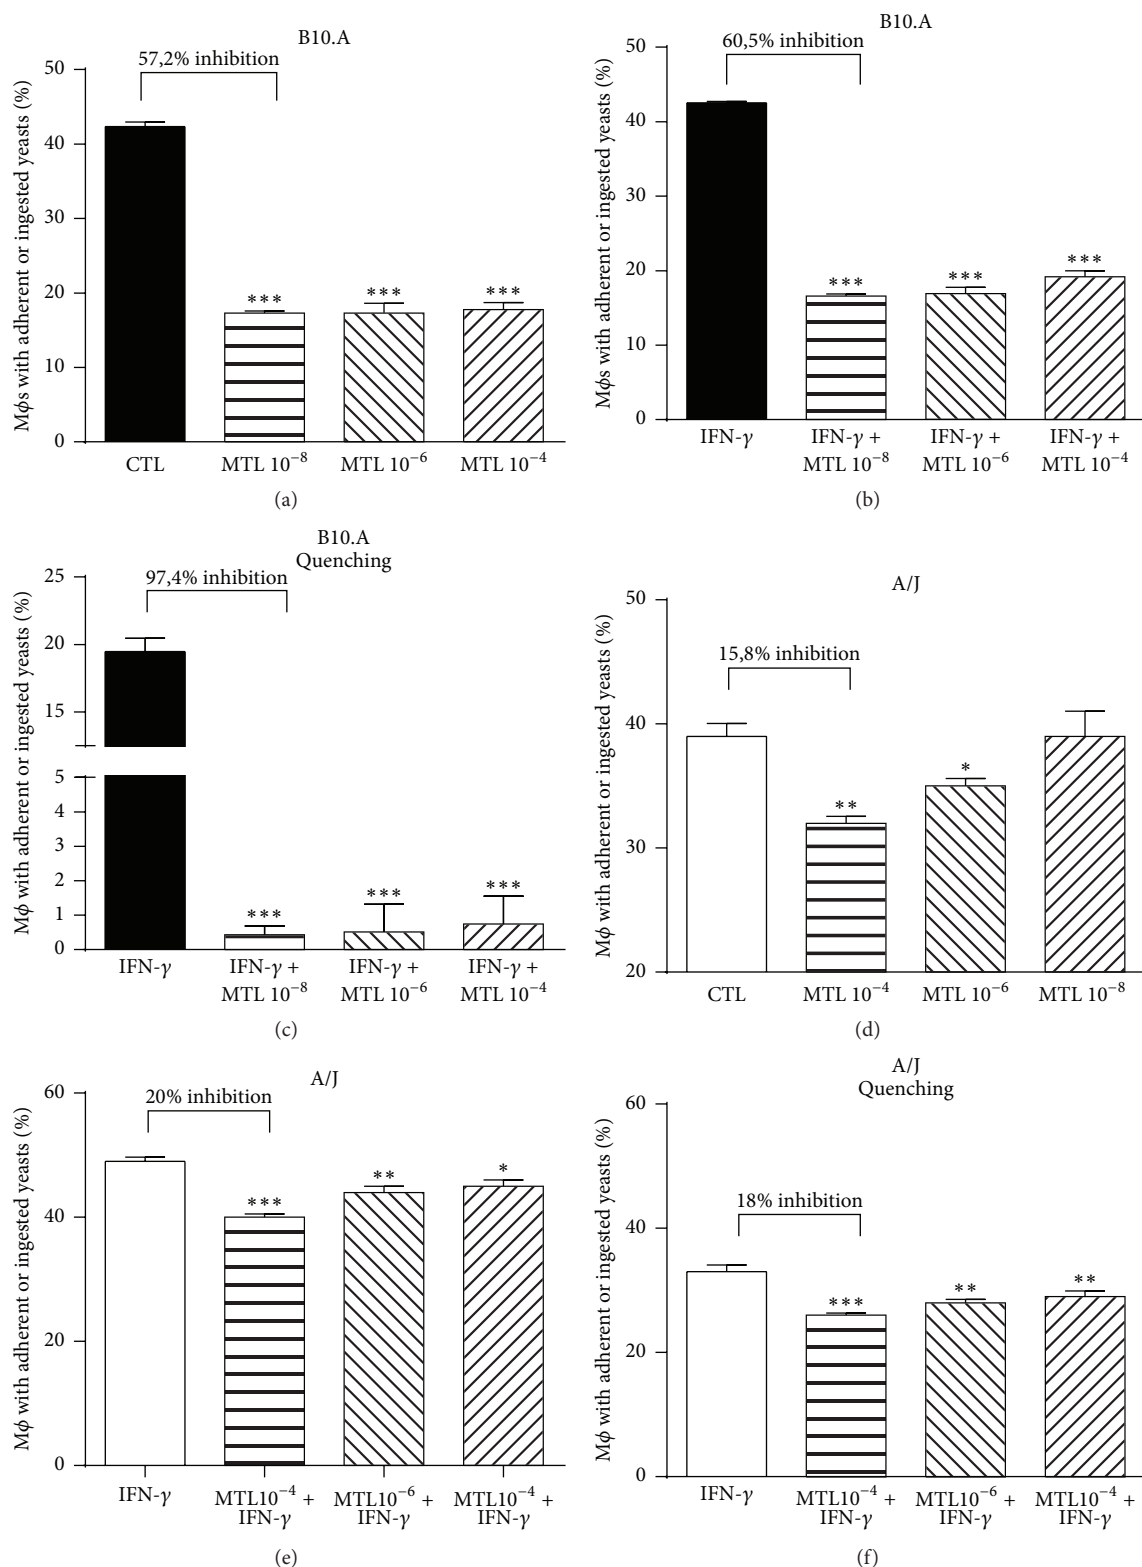 B10.A
57,2% inhibition
Mϕs with adherent or ingested yeasts (%)
50
40
30
20
10
0
CTL
MTL 10⁻⁸
MTL 10⁻⁶
MTL 10⁻⁴
***
***
***
(a)
B10.A
60,5% inhibition
Mϕs with adherent or ingested yeasts (%)
50
40
30
20
10
0
***
***
***
IFN-γ
IFN-γ +
MTL 10⁻⁸
IFN-γ +
MTL 10⁻⁶
IFN-γ +
MTL 10⁻⁴
(b)
B10.A
Quenching
97,4% inhibition
Mϕ with adherent or ingested yeasts (%)
25
20
15
5
4
3
2
1
0
***
***
***
IFN-γ
IFN-γ +
MTL 10⁻⁸
IFN-γ +
MTL 10⁻⁶
IFN-γ +
MTL 10⁻⁴
(c)
A/J
15,8% inhibition
Mϕ with adherent or ingested yeasts (%)
50
40
30
20
**
*
CTL
MTL 10⁻⁴
MTL 10⁻⁶
MTL 10⁻⁸
(d)
A/J
20% inhibition
Mϕ with adherent or ingested yeasts (%)
60
40
20
0
***
**
*
IFN-γ
MTL10⁻⁴ +
IFN-γ
MTL10⁻⁶ +
IFN-γ
MTL10⁻⁴ +
IFN-γ
(e)
A/J
Quenching
18% inhibition
Mϕ with adherent or ingested yeasts (%)
60
40
20
0
***
**
**
IFN-γ
MTL10⁻⁴ +
IFN-γ
MTL10⁻⁶ +
IFN-γ
MTL10⁻⁴ +
IFN-γ
(f)